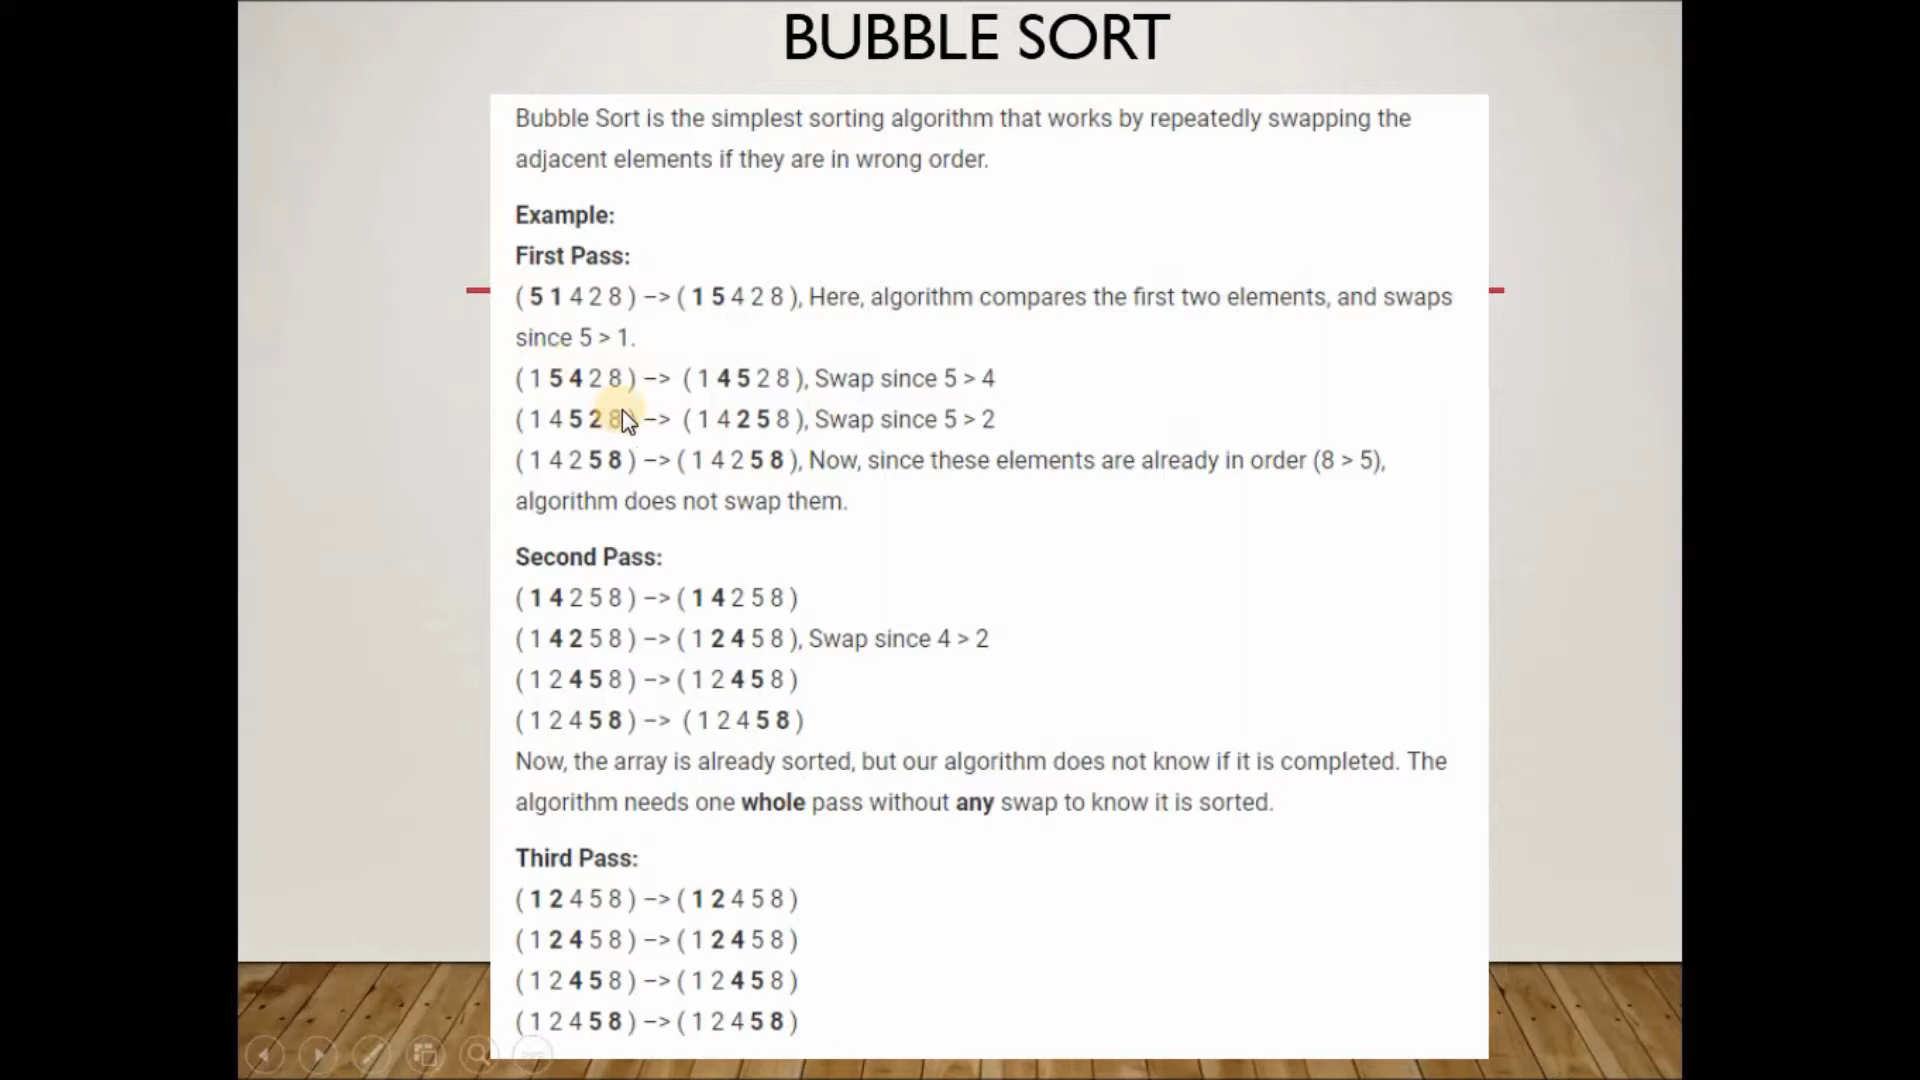 BUBBLE SORT
Bubble Sort is the simplest sorting algorithm that works by repeatedly swapping the
adjacent elements if they are in wrong order.
Example:
First Pass:
( 5 1 4 2 8 ) –> ( 1 5 4 2 8 ), Here, algorithm compares the first two elements, and swaps
since 5 > 1.
( 1 5 4 2 8 ) –> ( 1 4 5 2 8 ), Swap since 5 > 4
( 1 4 5 2 8 ) –> ( 1 4 2 5 8 ), Swap since 5 > 2
( 1 4 2 5 8 ) –> ( 1 4 2 5 8 ), Now, since these elements are already in order (8 > 5),
algorithm does not swap them.
Second Pass:
( 1 4 2 5 8 ) –> ( 1 4 2 5 8 )
( 1 4 2 5 8 ) –> ( 1 2 4 5 8 ), Swap since 4 > 2
( 1 2 4 5 8 ) –> ( 1 2 4 5 8 )
( 1 2 4 5 8 ) –> ( 1 2 4 5 8 )
Now, the array is already sorted, but our algorithm does not know if it is completed. The
algorithm needs one whole pass without any swap to know it is sorted.
Third Pass:
( 1 2 4 5 8 ) –> ( 1 2 4 5 8 )
( 1 2 4 5 8 ) –> ( 1 2 4 5 8 )
( 1 2 4 5 8 ) –> ( 1 2 4 5 8 )
( 1 2 4 5 8 ) –> ( 1 2 4 5 8 )